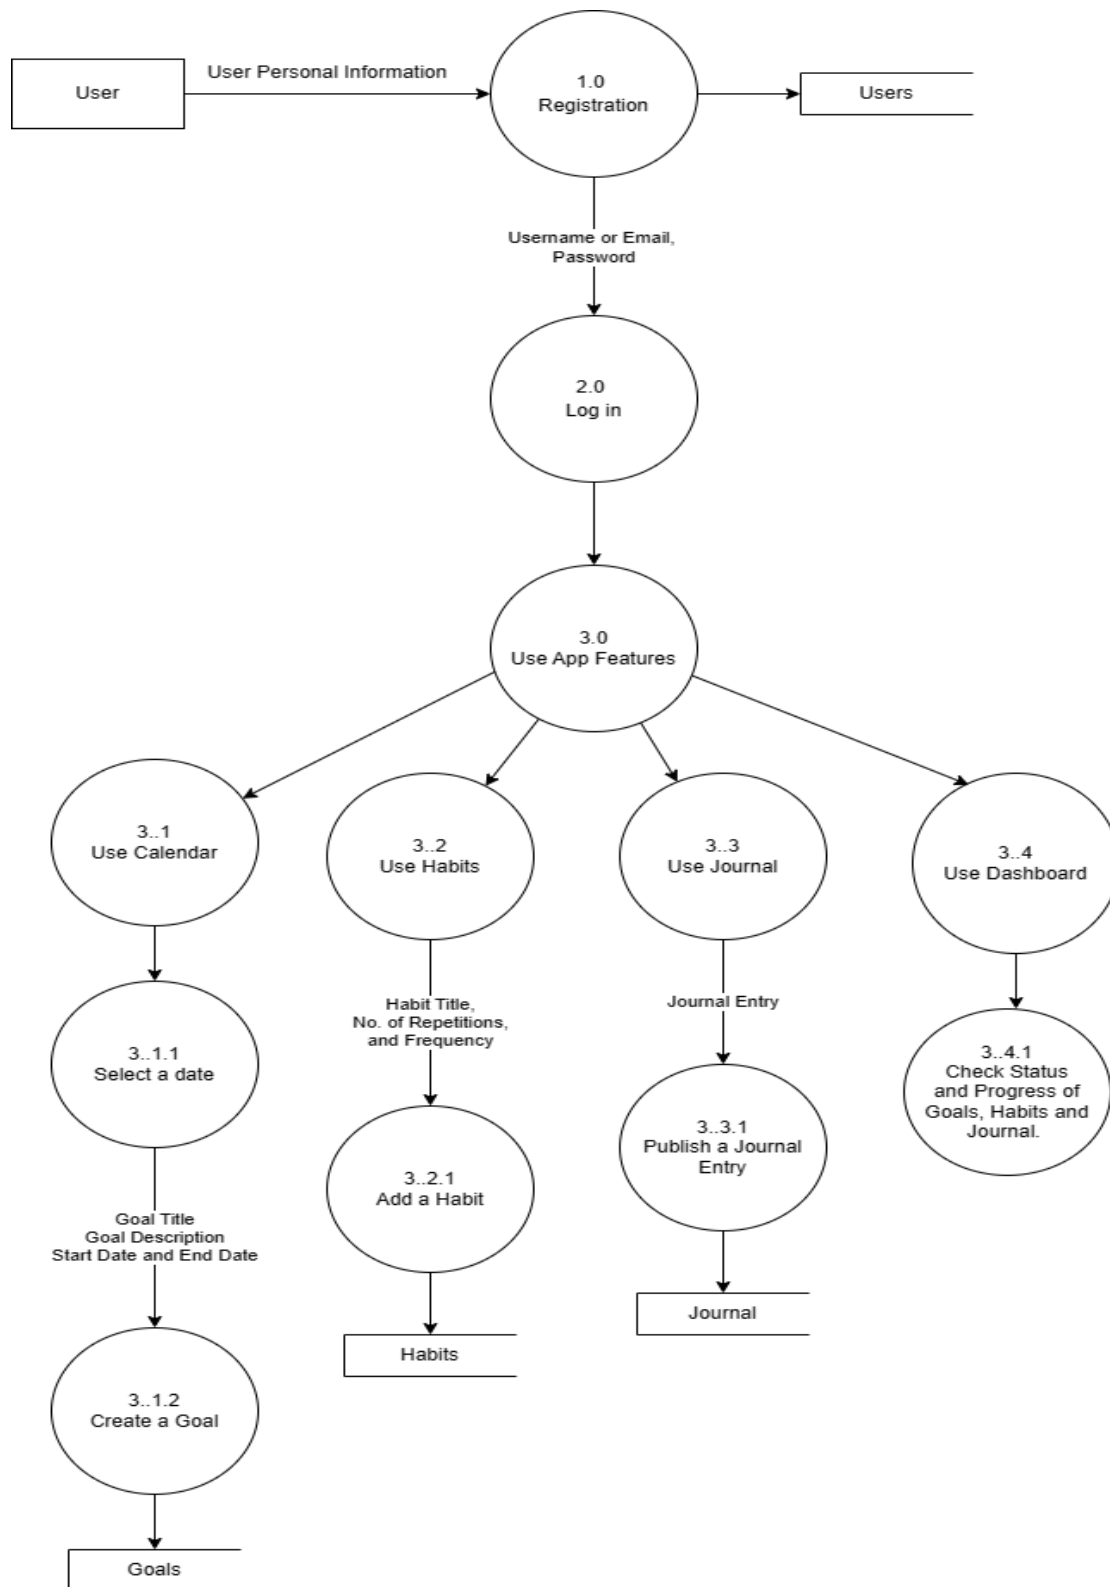 User
User Personal Information
1.0
Registration
Users
Username or Email,
Password
2.0
Log in
3.0
Use App Features
3..1
Use Calendar
3..2
Use Habits
3..3
Use Journal
3..4
Use Dashboard
3..1.1
Select a date
Habit Title,
No. of Repetitions,
and Frequency
Journal Entry
3..4.1
Check Status
and Progress of
Goals, Habits and
Journal.
3..2.1
Add a Habit
3..3.1
Publish a Journal
Entry
Goal Title
Goal Description
Start Date and End Date
Habits
Journal
3..1.2
Create a Goal
Goals